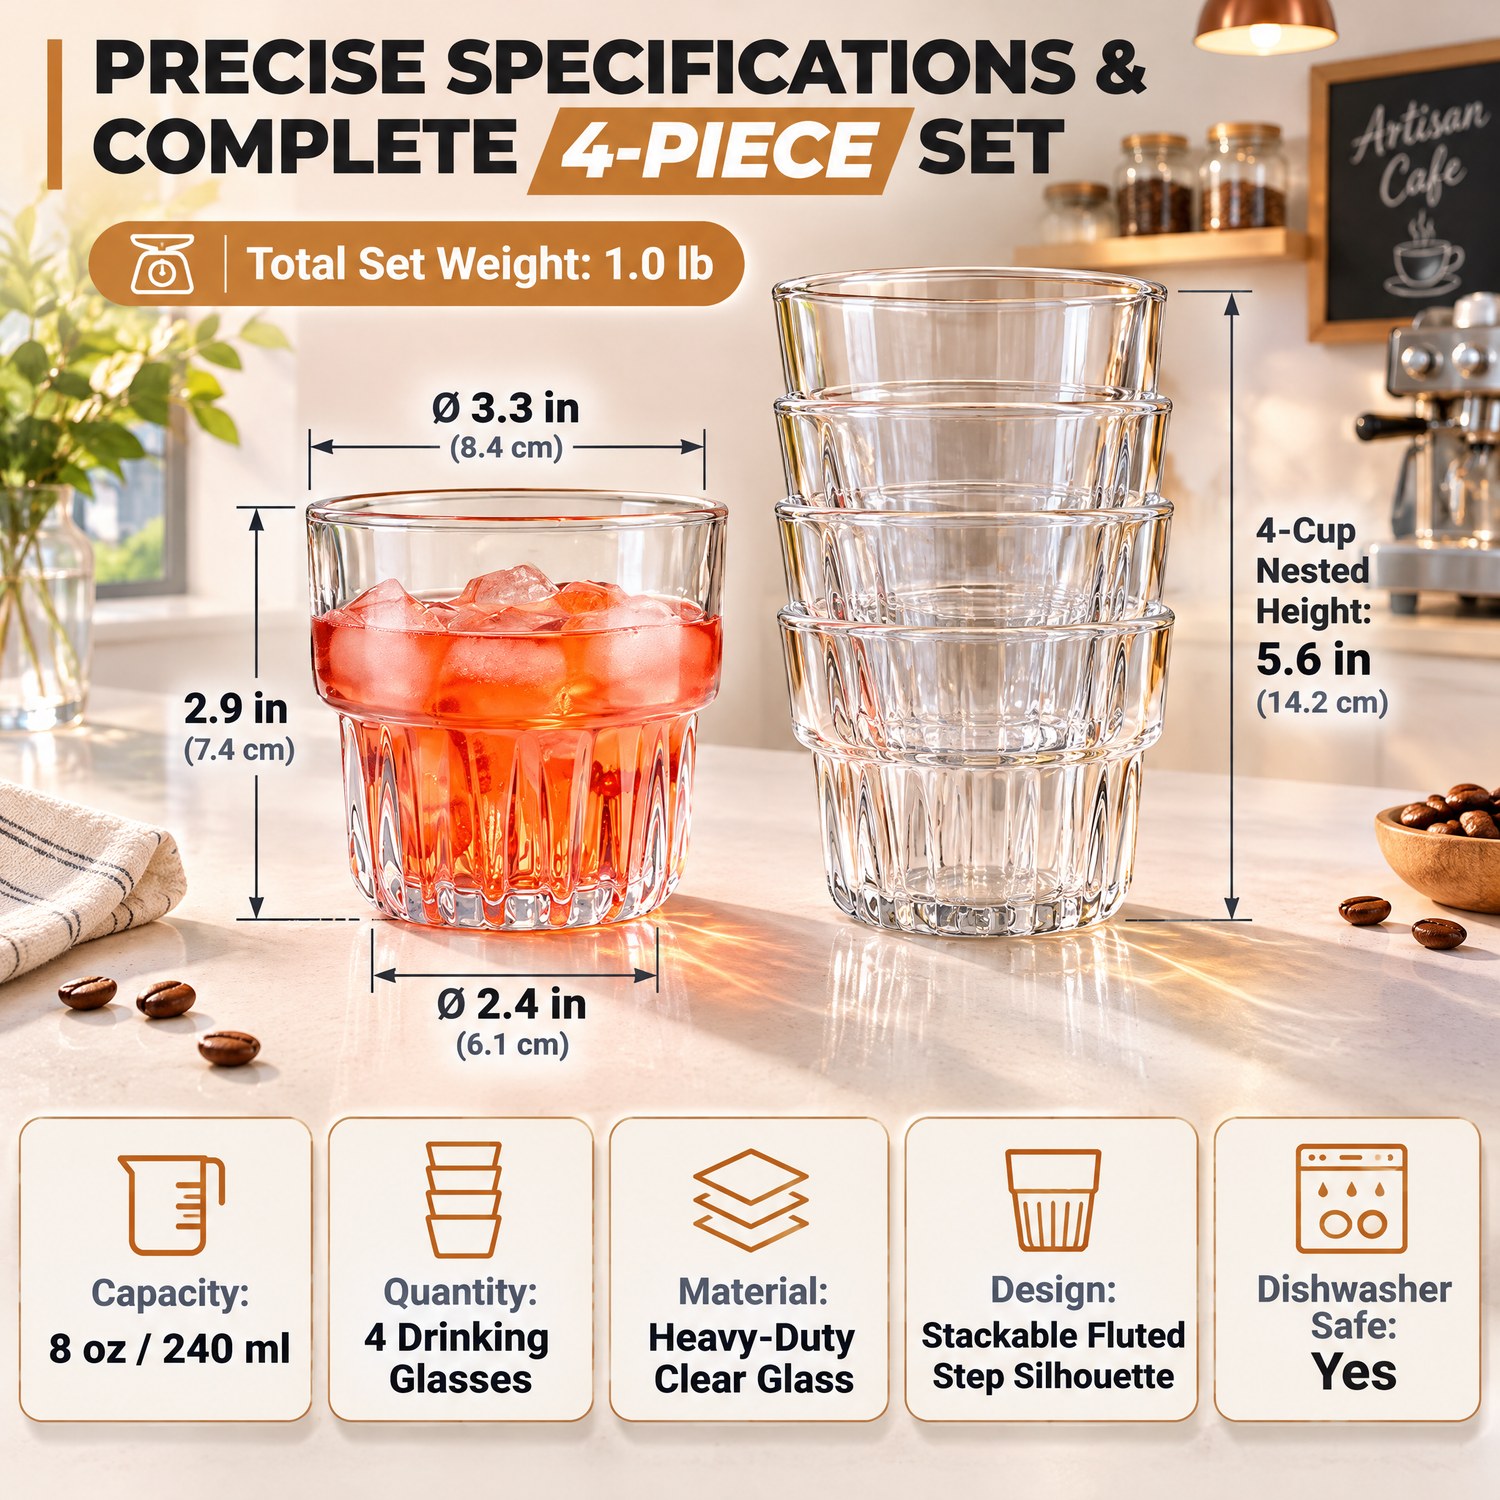 PRECISE SPECIFICATIONS &
COMPLETE 4-PIECE SET
Total Set Weight: 1.0 lb
Artisan
Cafe
Ø 3.3 in
(8.4 cm)
2.9 in
(7.4 cm)
Ø 2.4 in
(6.1 cm)
4-Cup
Nested
Height:
5.6 in
(14.2 cm)
Capacity:
8 oz / 240 ml
Quantity:
4 Drinking
Glasses
Material:
Heavy-Duty
Clear Glass
Design:
Stackable Fluted
Step Silhouette
Dishwasher
Safe:
Yes